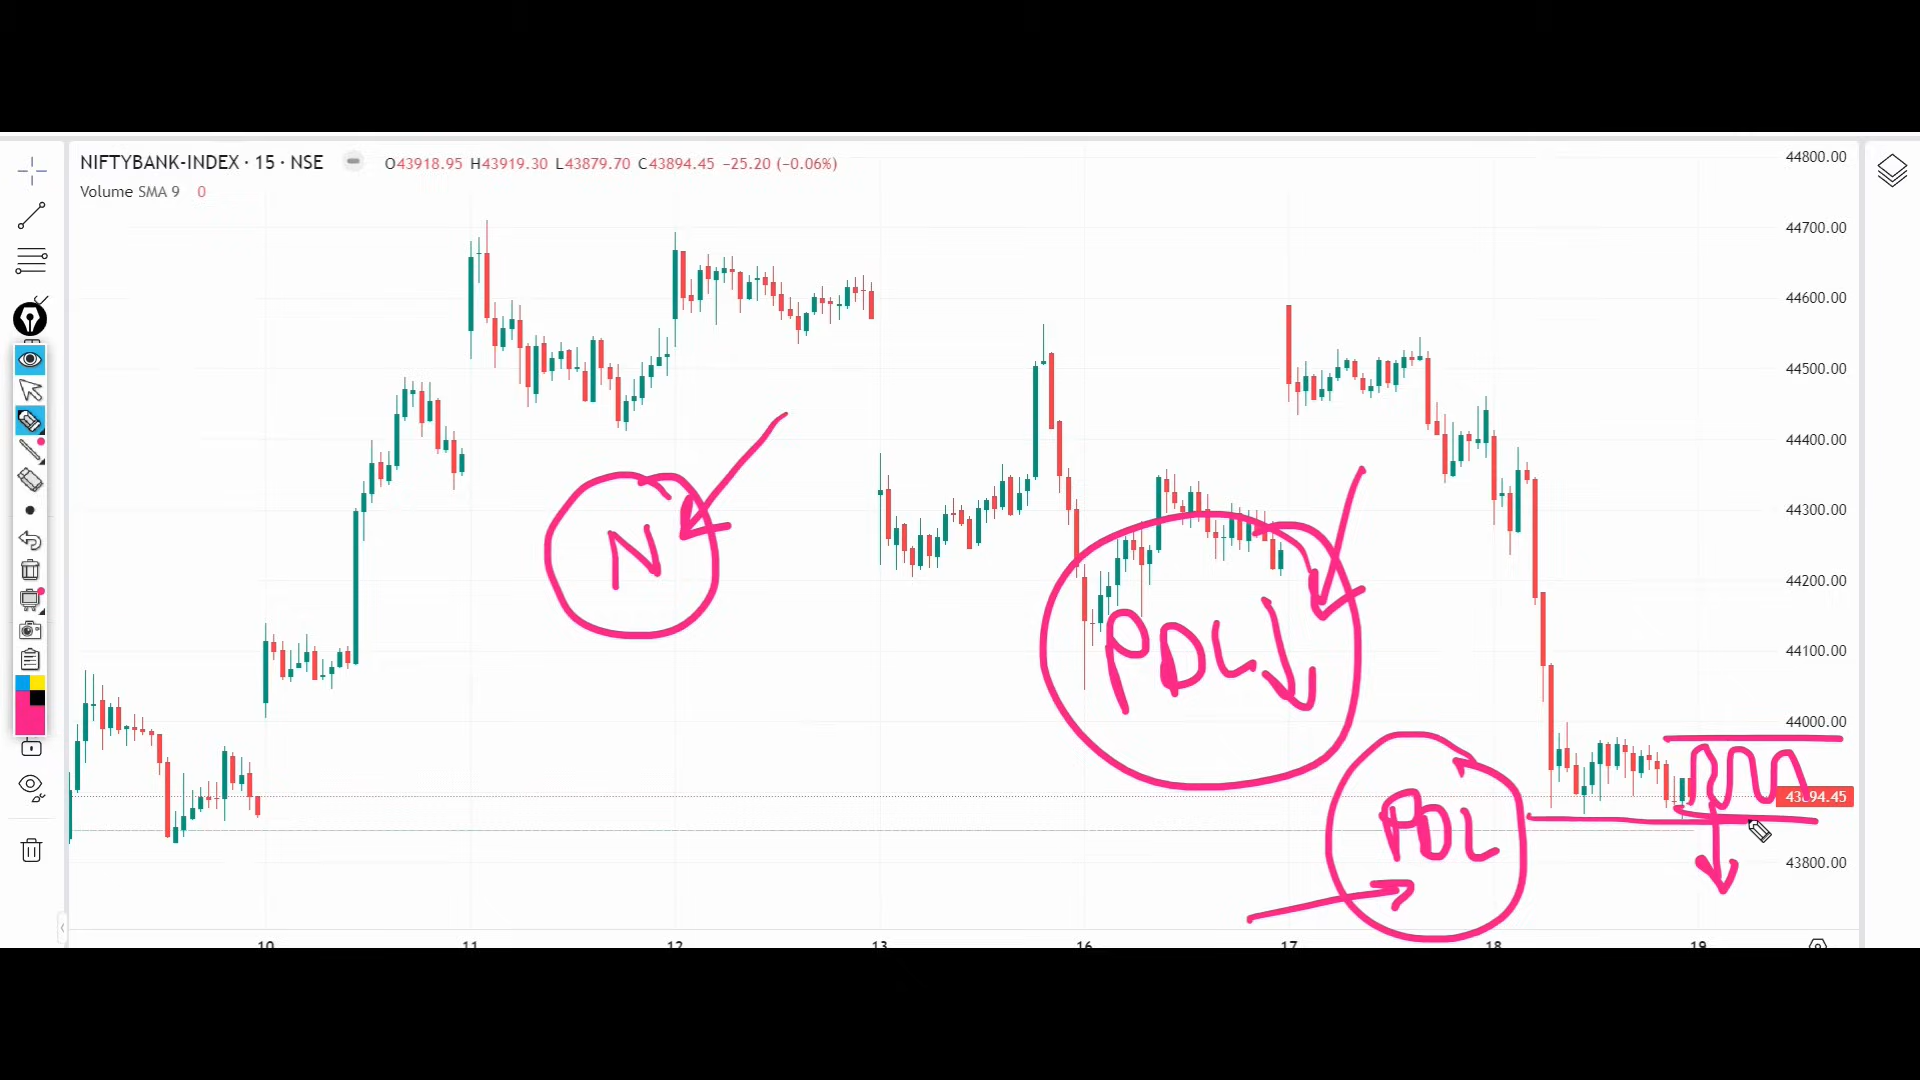 NIFTYBANK-INDEX · 15 · NSE O43918.95 H43919.30 L43879.70 C43894.45 −25.20 (−0.06%)
Volume SMA 9 0
44800.00
44700.00
44600.00
44500.00
44400.00
44300.00
44200.00
44100.00
44000.00
43894.45
43800.00
N
PDL
PDL
10 11 12 13 16 17 18 19